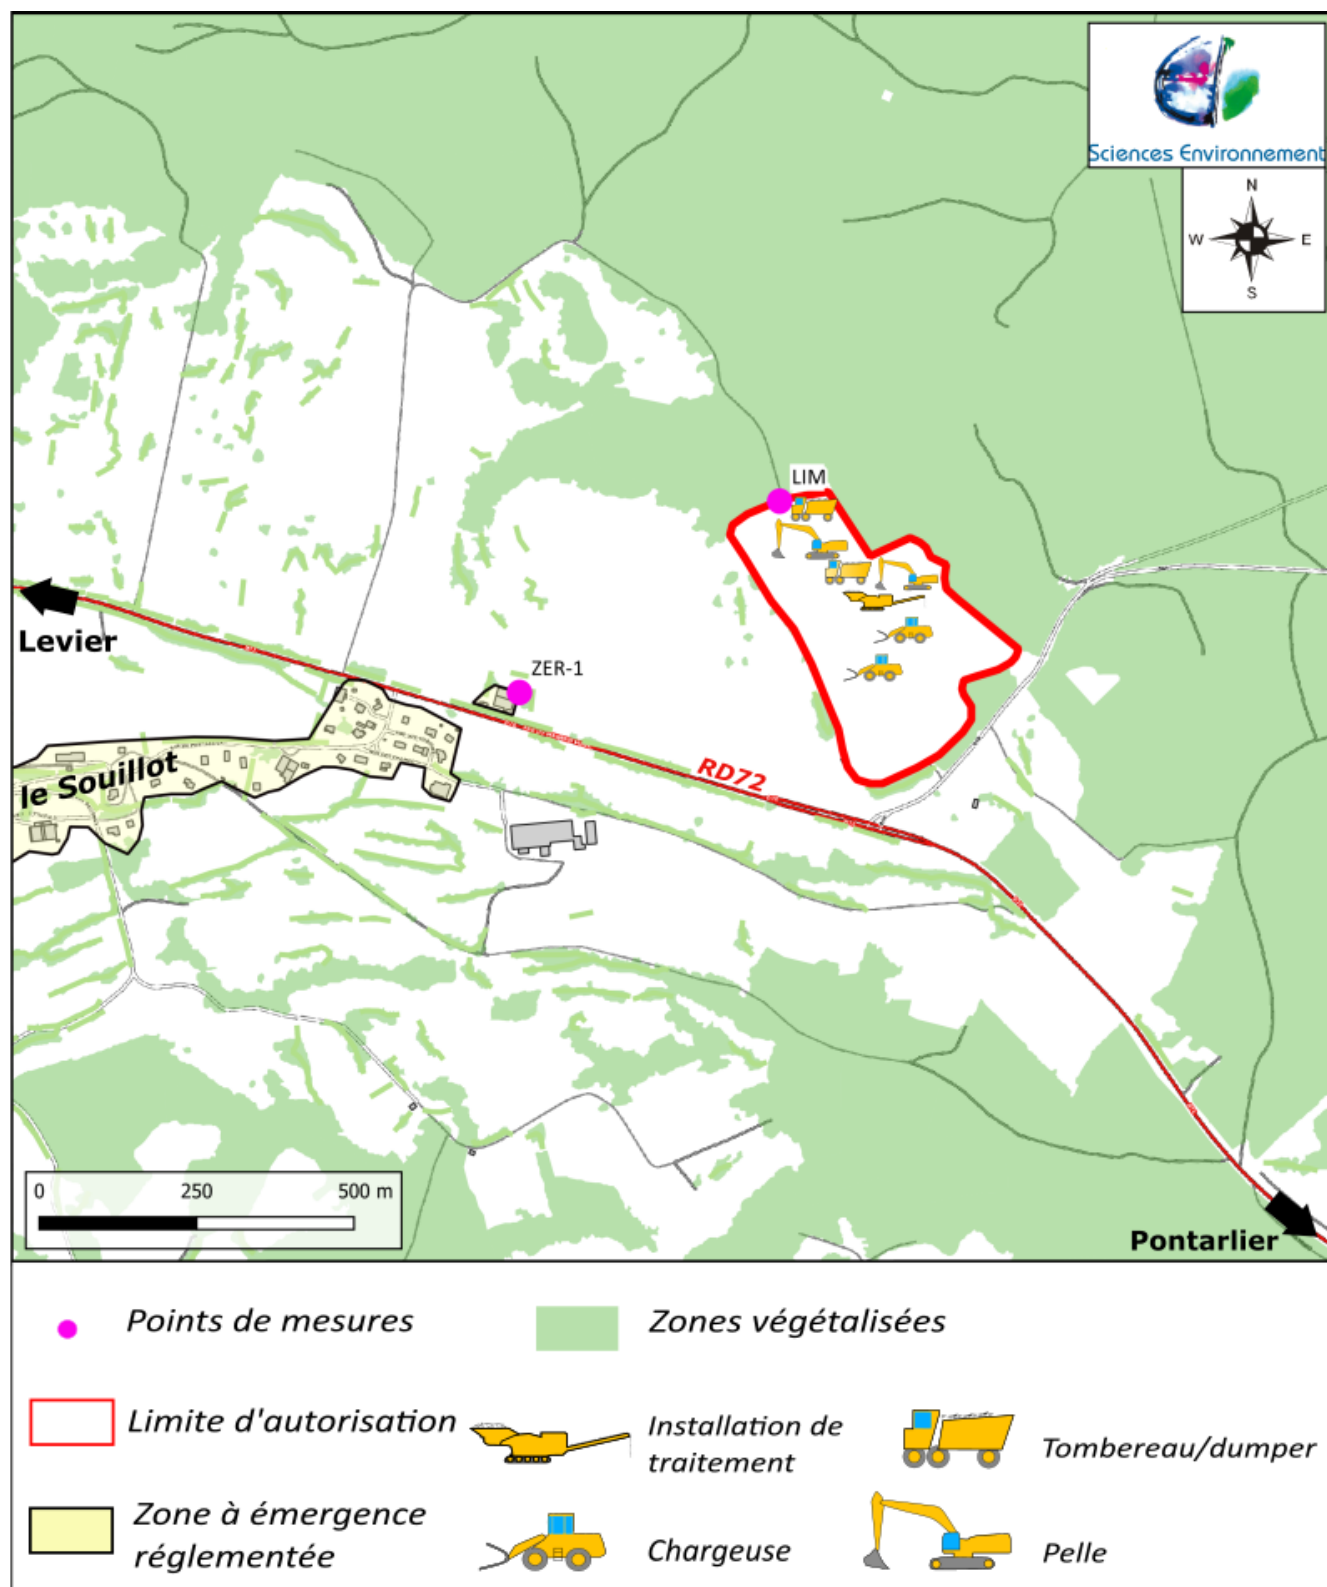 Sciences Environnement
N
W E
S
LIM
Levier
ZER-1
le Souillot
RD72
0 250 500 m
Pontarlier
Points de mesures
Zones végétalisées
Limite d'autorisation
Installation de
traitement
Tombereau/dumper
Zone à émergence
réglementée
Chargeuse
Pelle